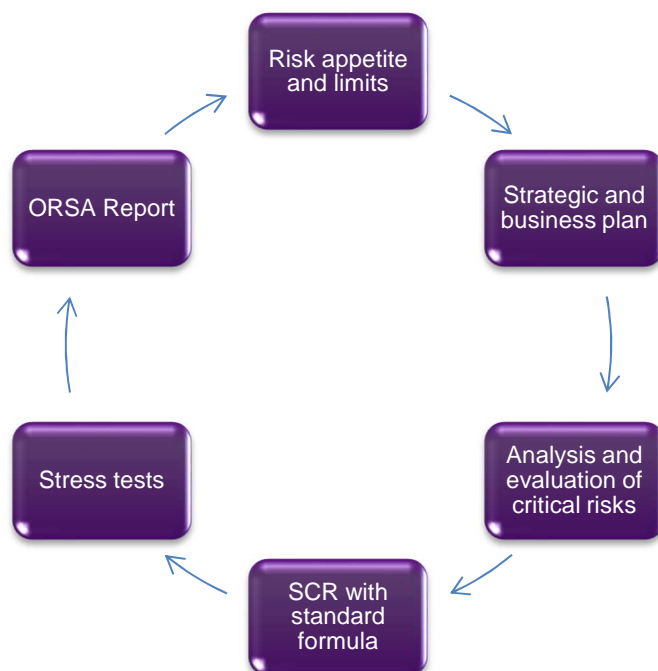 Risk appetite
and limits
Strategic and
business plan
Analysis and
evaluation of
critical risks
SCR with
standard
formula
Stress tests
ORSA Report